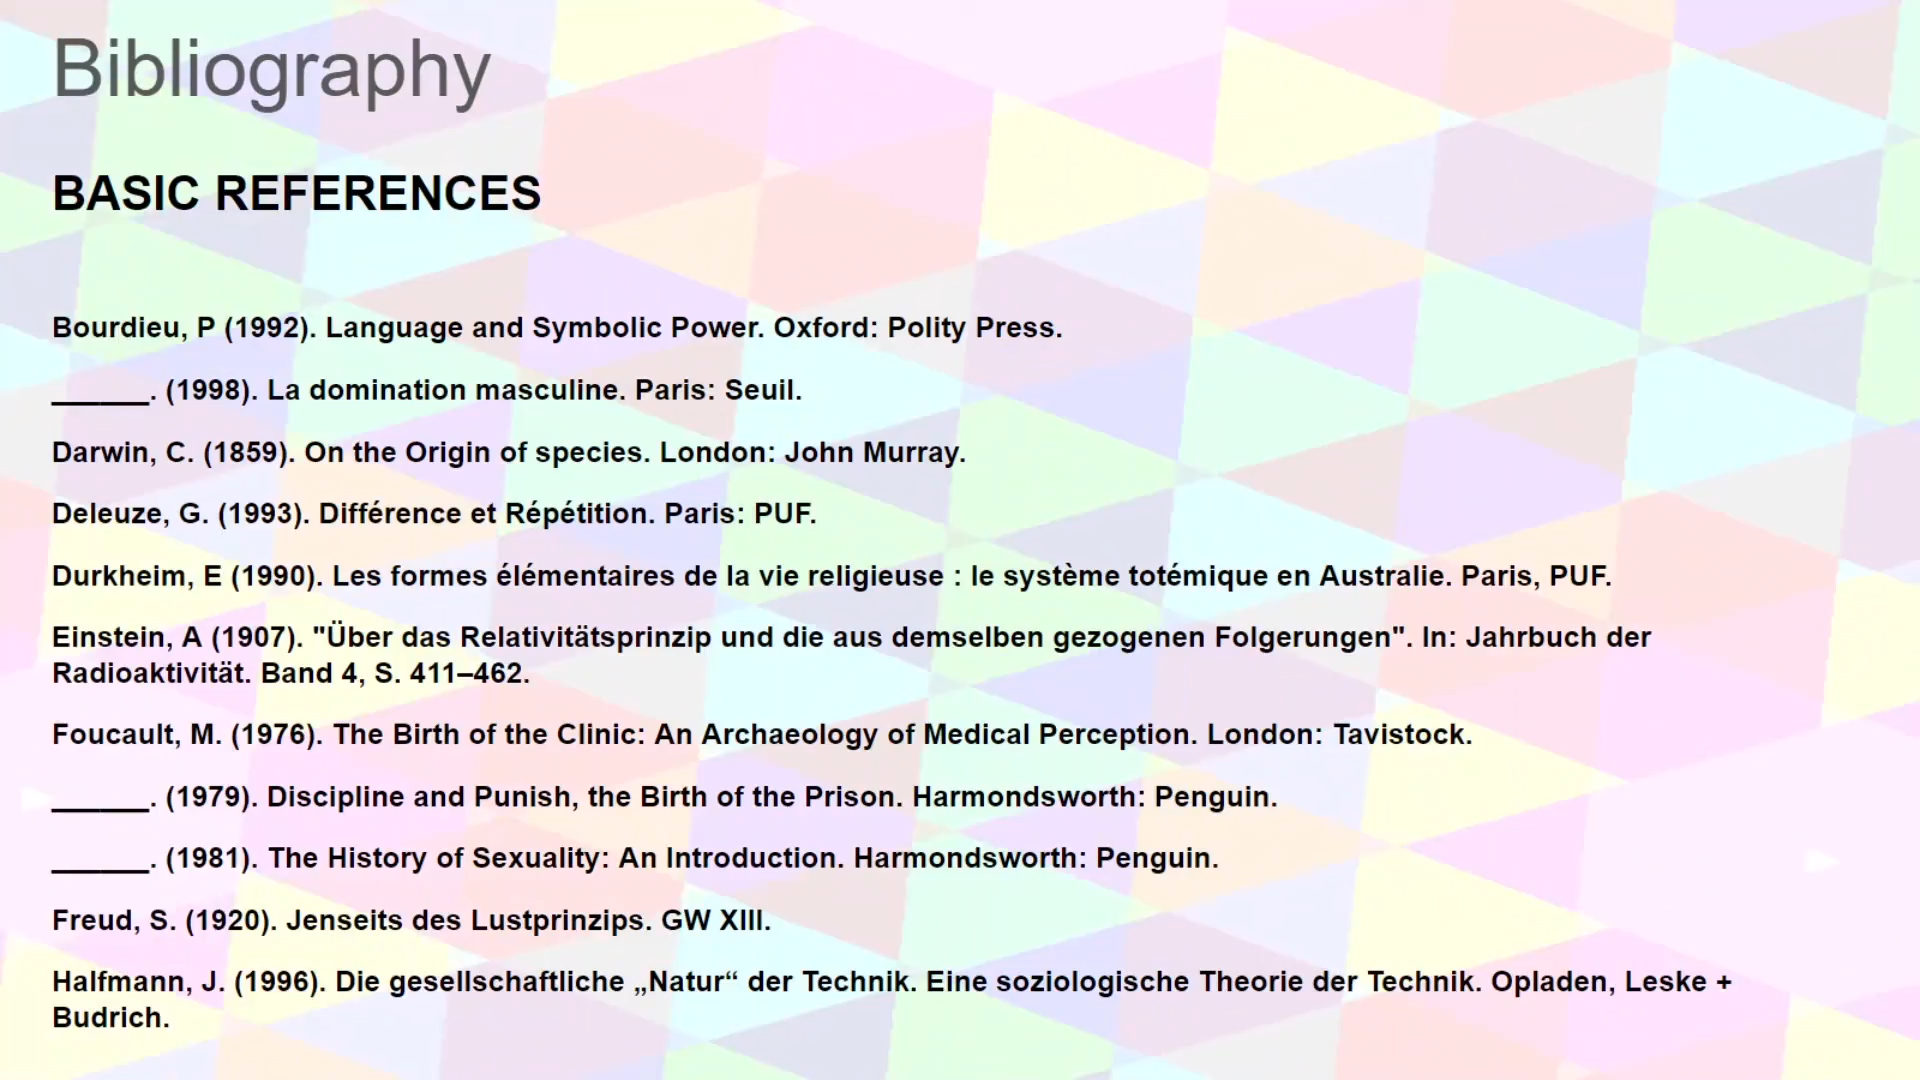 Bibliography
BASIC REFERENCES
Bourdieu, P (1992). Language and Symbolic Power. Oxford: Polity Press.
______. (1998). La domination masculine. Paris: Seuil.
Darwin, C. (1859). On the Origin of species. London: John Murray.
Deleuze, G. (1993). Différence et Répétition. Paris: PUF.
Durkheim, E (1990). Les formes élémentaires de la vie religieuse : le système totémique en Australie. Paris, PUF.
Einstein, A (1907). "Über das Relativitätsprinzip und die aus demselben gezogenen Folgerungen". In: Jahrbuch der
Radioaktivität. Band 4, S. 411–462.
Foucault, M. (1976). The Birth of the Clinic: An Archaeology of Medical Perception. London: Tavistock.
______. (1979). Discipline and Punish, the Birth of the Prison. Harmondsworth: Penguin.
______. (1981). The History of Sexuality: An Introduction. Harmondsworth: Penguin.
Freud, S. (1920). Jenseits des Lustprinzips. GW XIII.
Halfmann, J. (1996). Die gesellschaftliche „Natur“ der Technik. Eine soziologische Theorie der Technik. Opladen, Leske +
Budrich.